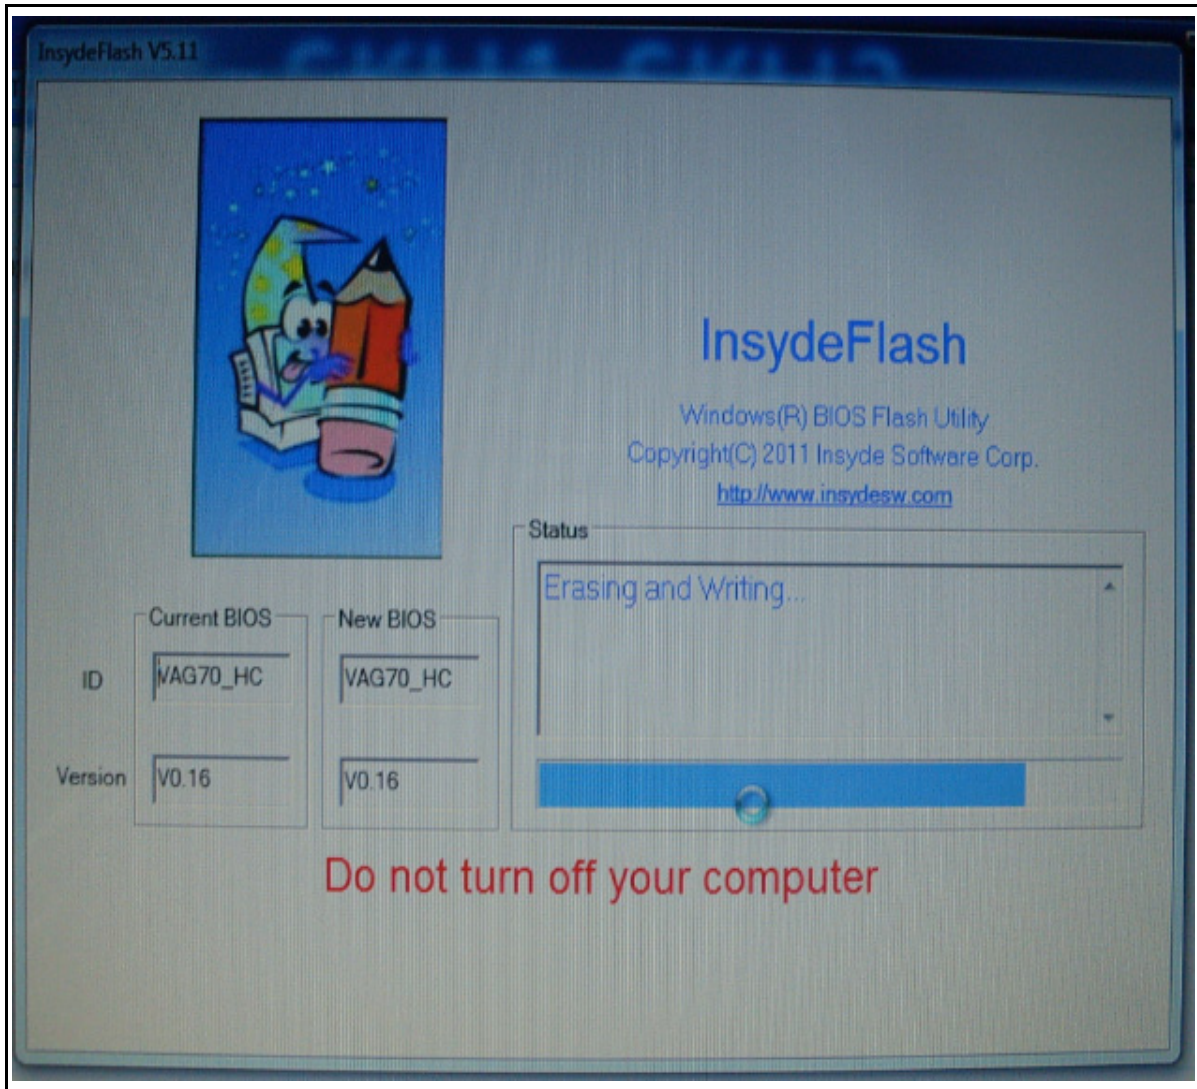 InsydeFlash V5.11
InsydeFlash
Windows(R) BIOS Flash Utility
Copyright(C) 2011 Insyde Software Corp.
http://www.insydesw.com
Status
Erasing and Writing...
Current BIOS
New BIOS
ID
VAG70_HC
VAG70_HC
Version
V0.16
V0.16
Do not turn off your computer